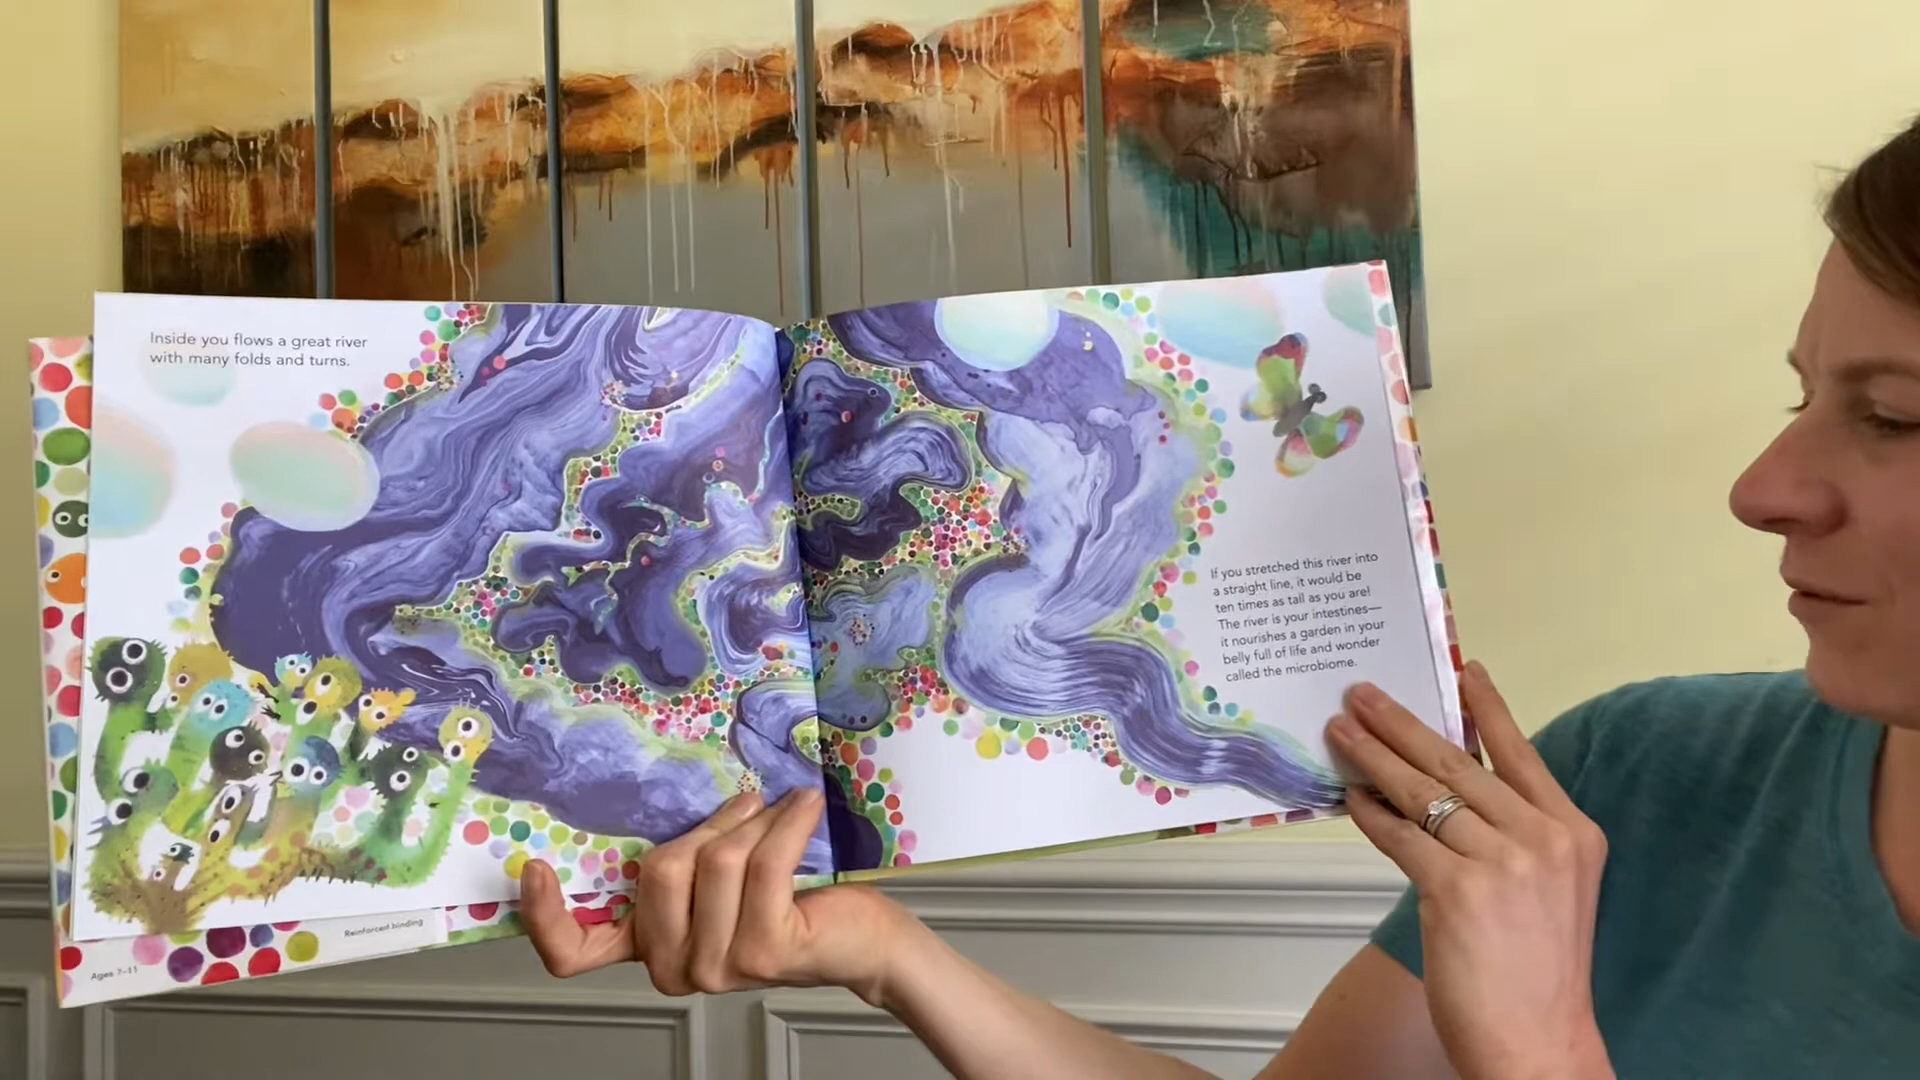 Inside you flows a great river
with many folds and turns.
If you stretched this river into
a straight line, it would be
ten times as tall as you are!
The river is your intestines—
it nourishes a garden in your
belly full of life and wonder
called the microbiome.
Reinforced binding
Ages 7–11